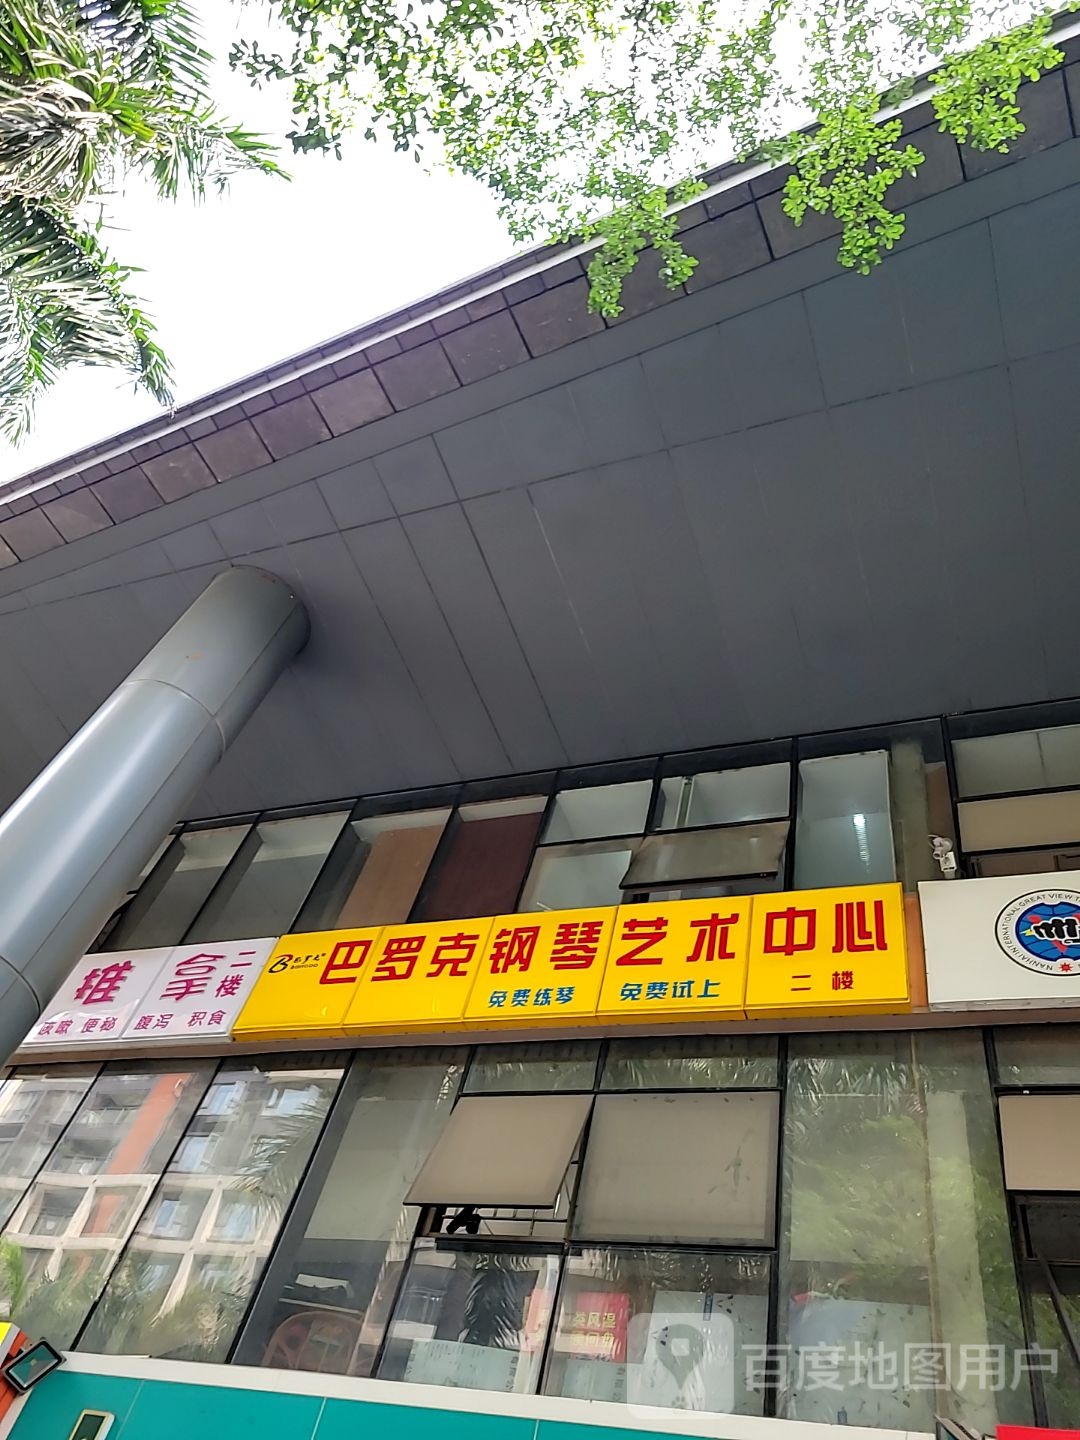 推拿 二楼
咳嗽 便秘 腹泻 积食
巴罗克钢琴艺术中心
免费练琴 免费试上 二楼
百度地图用户